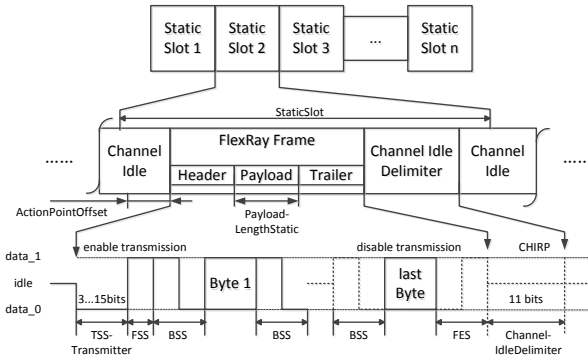 Static Slot 1
Static Slot 2
Static Slot 3
...
Static Slot n
StaticSlot
......
Channel Idle
FlexRay Frame
Header
Payload
Trailer
Channel Idle Delimiter
Channel Idle
......
ActionPointOffset
Payload-LengthStatic
data_1
enable transmission
disable transmission
CHIRP
idle
3...15bits
Byte 1
last Byte
11 bits
data_0
TSS-Transmitter
FSS
BSS
BSS
BSS
FES
Channel-IdleDelimiter